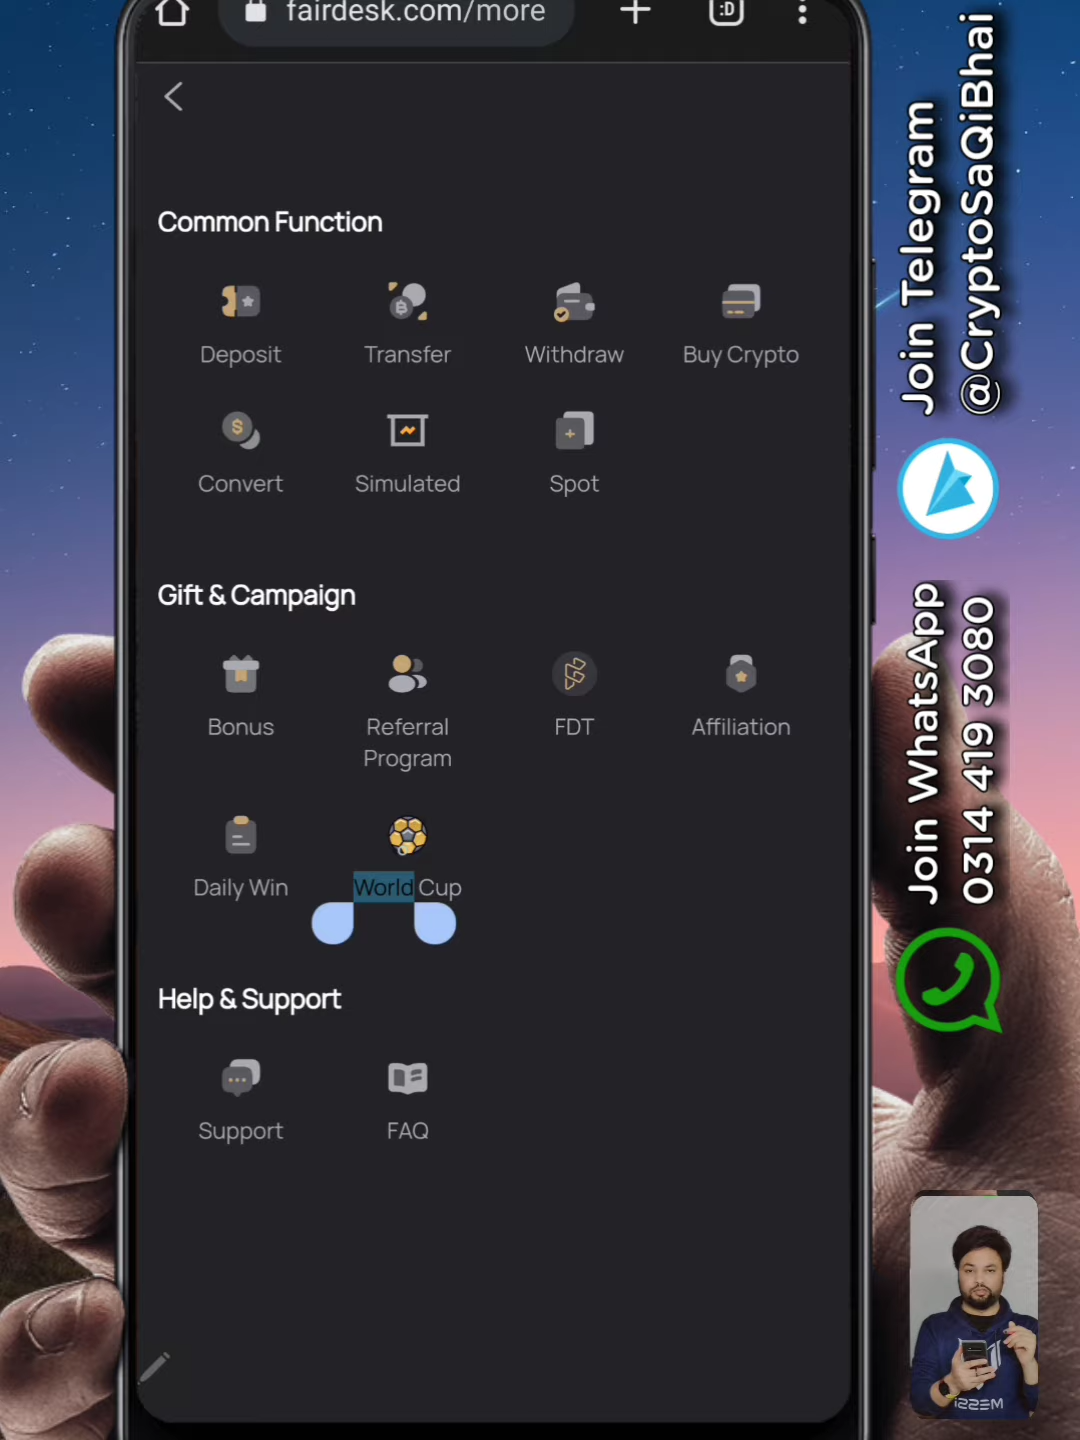 fairdesk.com/more
:D
Common Function
Deposit
Transfer
Withdraw
Buy Crypto
Convert
Simulated
Spot
Gift & Campaign
Bonus
Referral
Program
FDT
Affiliation
Daily Win
World Cup
Help & Support
Support
FAQ
Join Telegram
@CryptoSaQiBhai
Join WhatsApp
0314 419 3080
MESSI